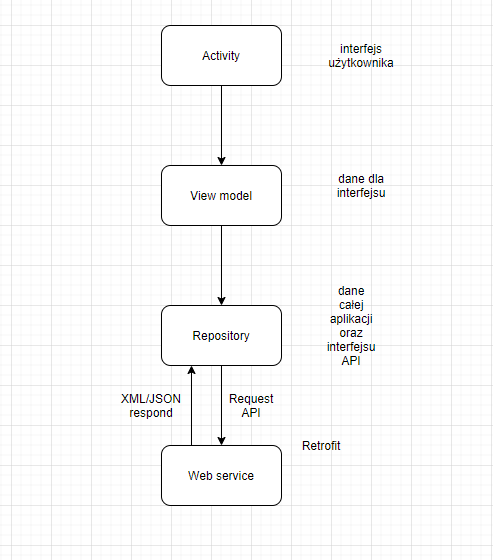 Activity
interfejs
użytkownika
View model
dane dla
interfejsu
Repository
dane
całej
aplikacji
oraz
interfejsu
API
XML/JSON
respond
Request
API
Retrofit
Web service